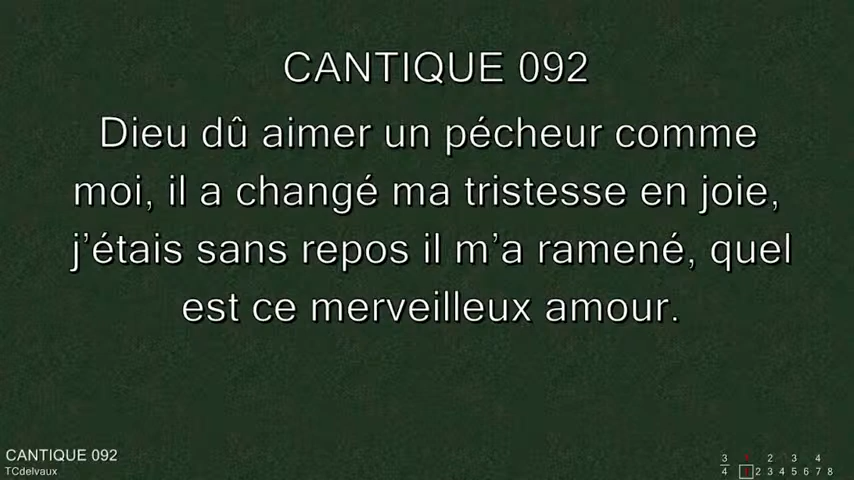 CANTIQUE 092
Dieu dû aimer un pécheur comme
moi, il a changé ma tristesse en joie,
j’étais sans repos il m’a ramené, quel
est ce merveilleux amour.
CANTIQUE 092
TCdelvaux
3 2 3 4
4 1 2 3 4 5 6 7 8